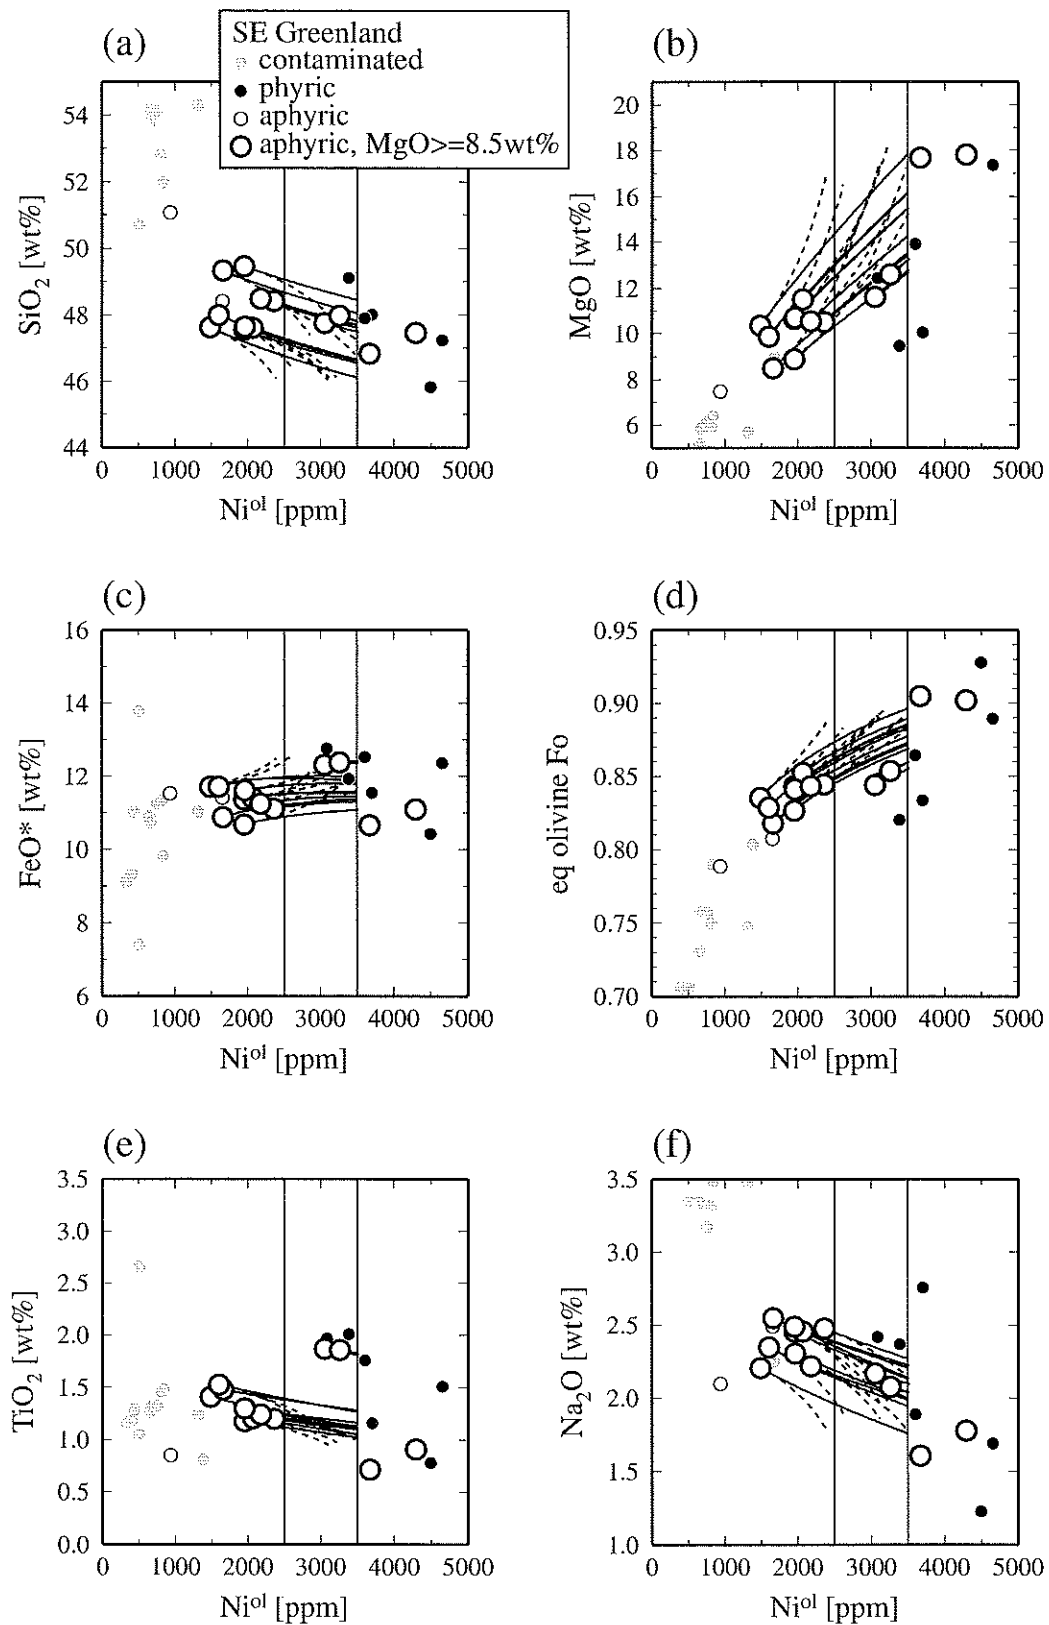 (a)
SE Greenland
contaminated
phyric
aphyric
aphyric, MgO>=8.5wt%
SiO2 [wt%]
54
52
50
48
46
44
0 1000 2000 3000 4000 5000
Niol [ppm]
(b)
MgO [wt%]
20
18
16
14
12
10
8
6
0 1000 2000 3000 4000 5000
Niol [ppm]
(c)
FeO* [wt%]
16
14
12
10
8
6
0 1000 2000 3000 4000 5000
Niol [ppm]
(d)
eq olivine Fo
0.95
0.90
0.85
0.80
0.75
0.70
0 1000 2000 3000 4000 5000
Niol [ppm]
(e)
TiO2 [wt%]
3.5
3.0
2.5
2.0
1.5
1.0
0.5
0.0
0 1000 2000 3000 4000 5000
Niol [ppm]
(f)
Na2O [wt%]
3.5
3.0
2.5
2.0
1.5
1.0
0 1000 2000 3000 4000 5000
Niol [ppm]